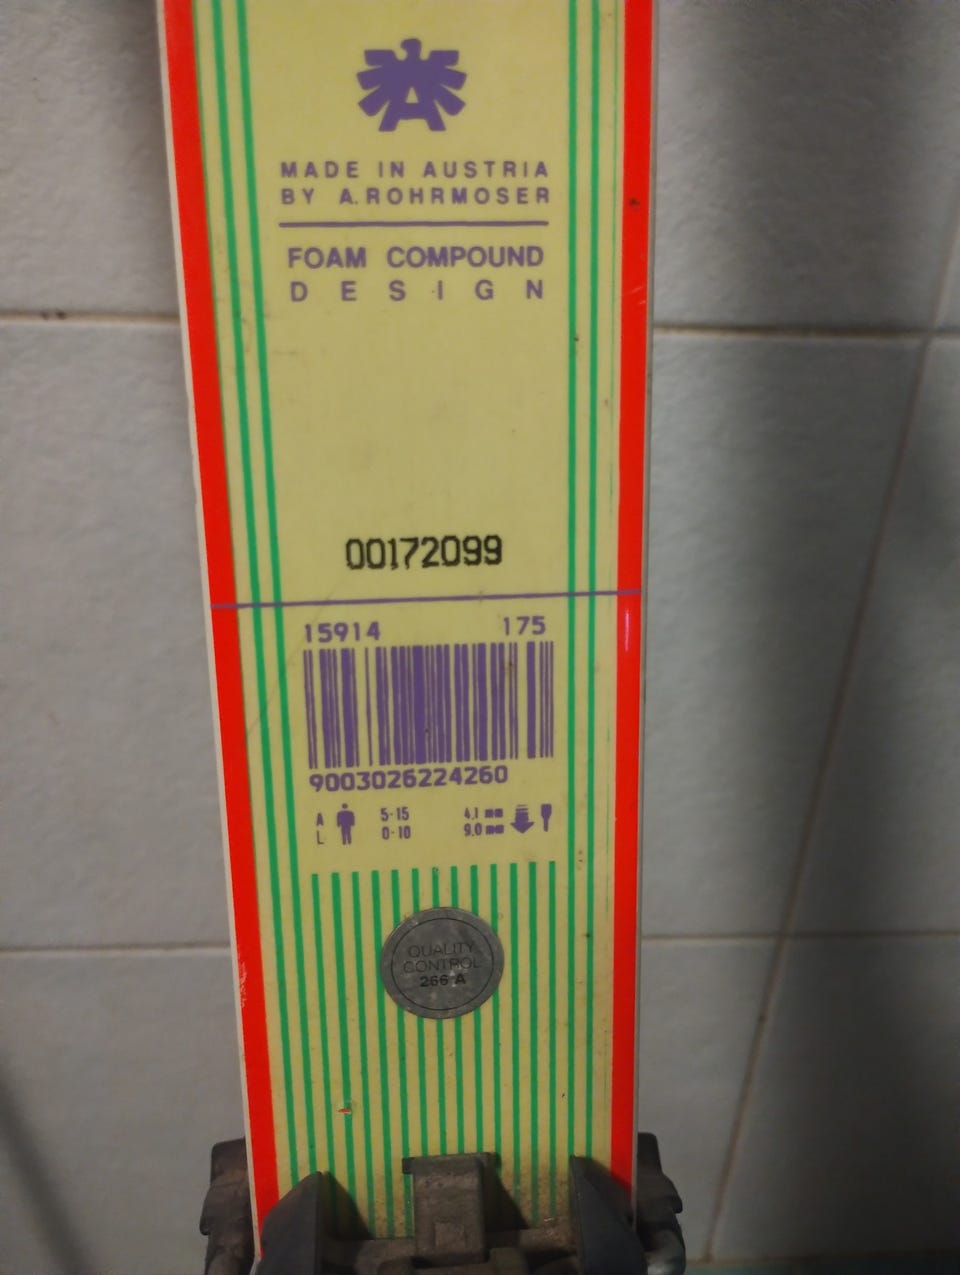 A
MADE IN AUSTRIA
BY A.ROHRMOSER
FOAM COMPOUND
DESIGN
00172099
15914 175
9003026224260
A 5-15 4,1 mm
L 0-10 9,0 mm
QUALITY
CONTROL
266 A